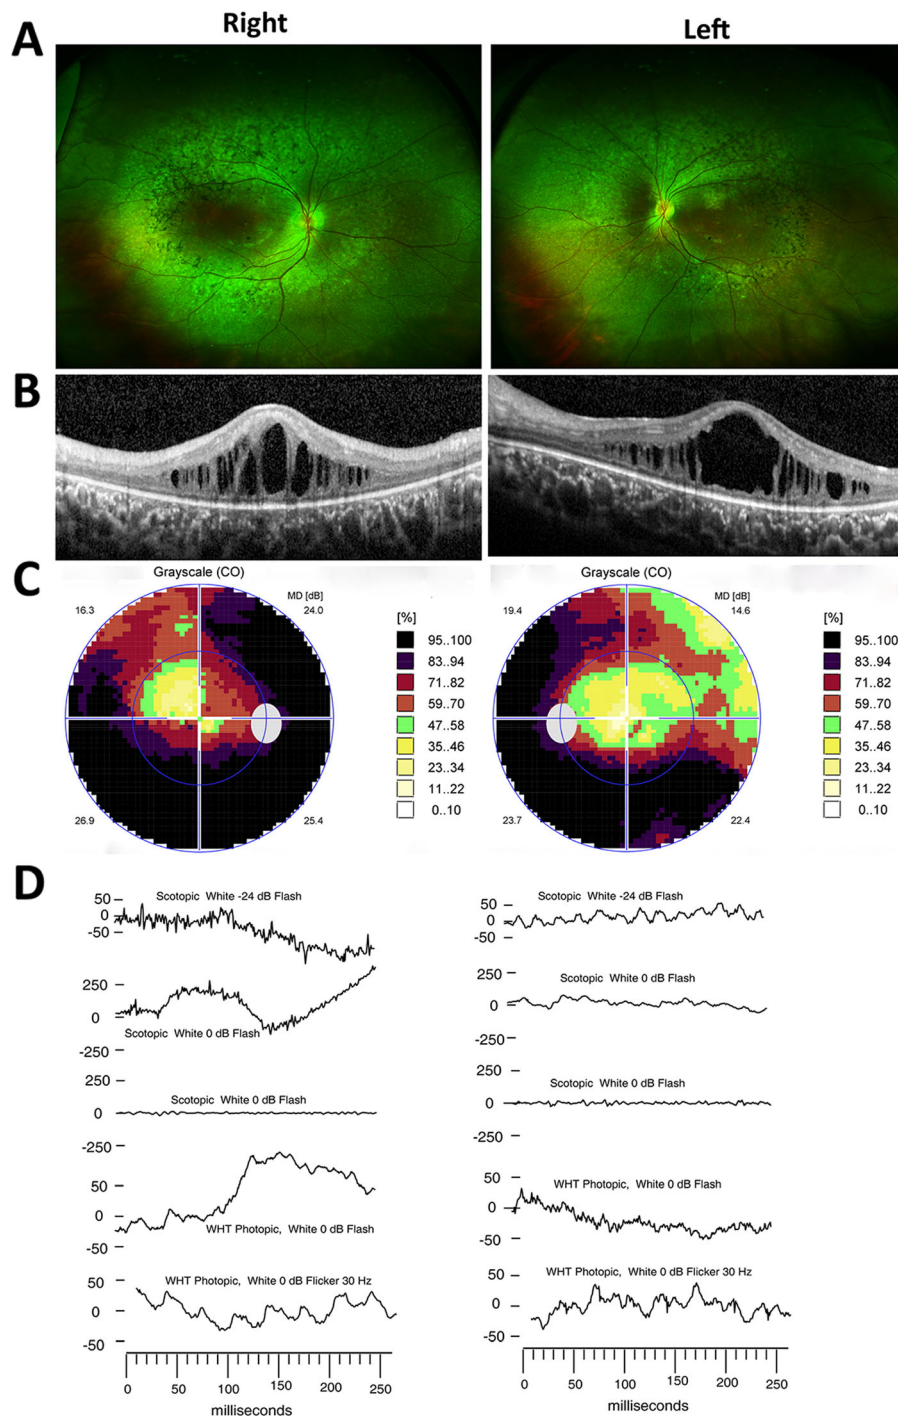 Right Left
A
B
C
Grayscale (CO) Grayscale (CO)
16.3 MD [dB] 24.0 19.4 MD [dB] 14.6
[%] [%]
95..100 95..100
83..94 83..94
71..82 71..82
59..70 59..70
47..58 47..58
35..46 35..46
23..34 23..34
11..22 11..22
0..10 0..10
26.9 25.4 23.7 22.4
D
Scotopic White -24 dB Flash Scotopic White -24 dB Flash
50 50
0 0
-50 -50
250 250
Scotopic White 0 dB Flash
0 0
Scotopic White 0 dB Flash
-250 -250
250 250
Scotopic White 0 dB Flash Scotopic White 0 dB Flash
0 0
-250 -250
50 50
WHT Photopic, White 0 dB Flash
0 0
WHT Photopic, White 0 dB Flash
-50 -50
WHT Photopic, White 0 dB Flicker 30 Hz WHT Photopic, White 0 dB Flicker 30 Hz
50 50
0 0
-50 -50
0 50 100 150 200 250 0 50 100 150 200 250
milliseconds milliseconds